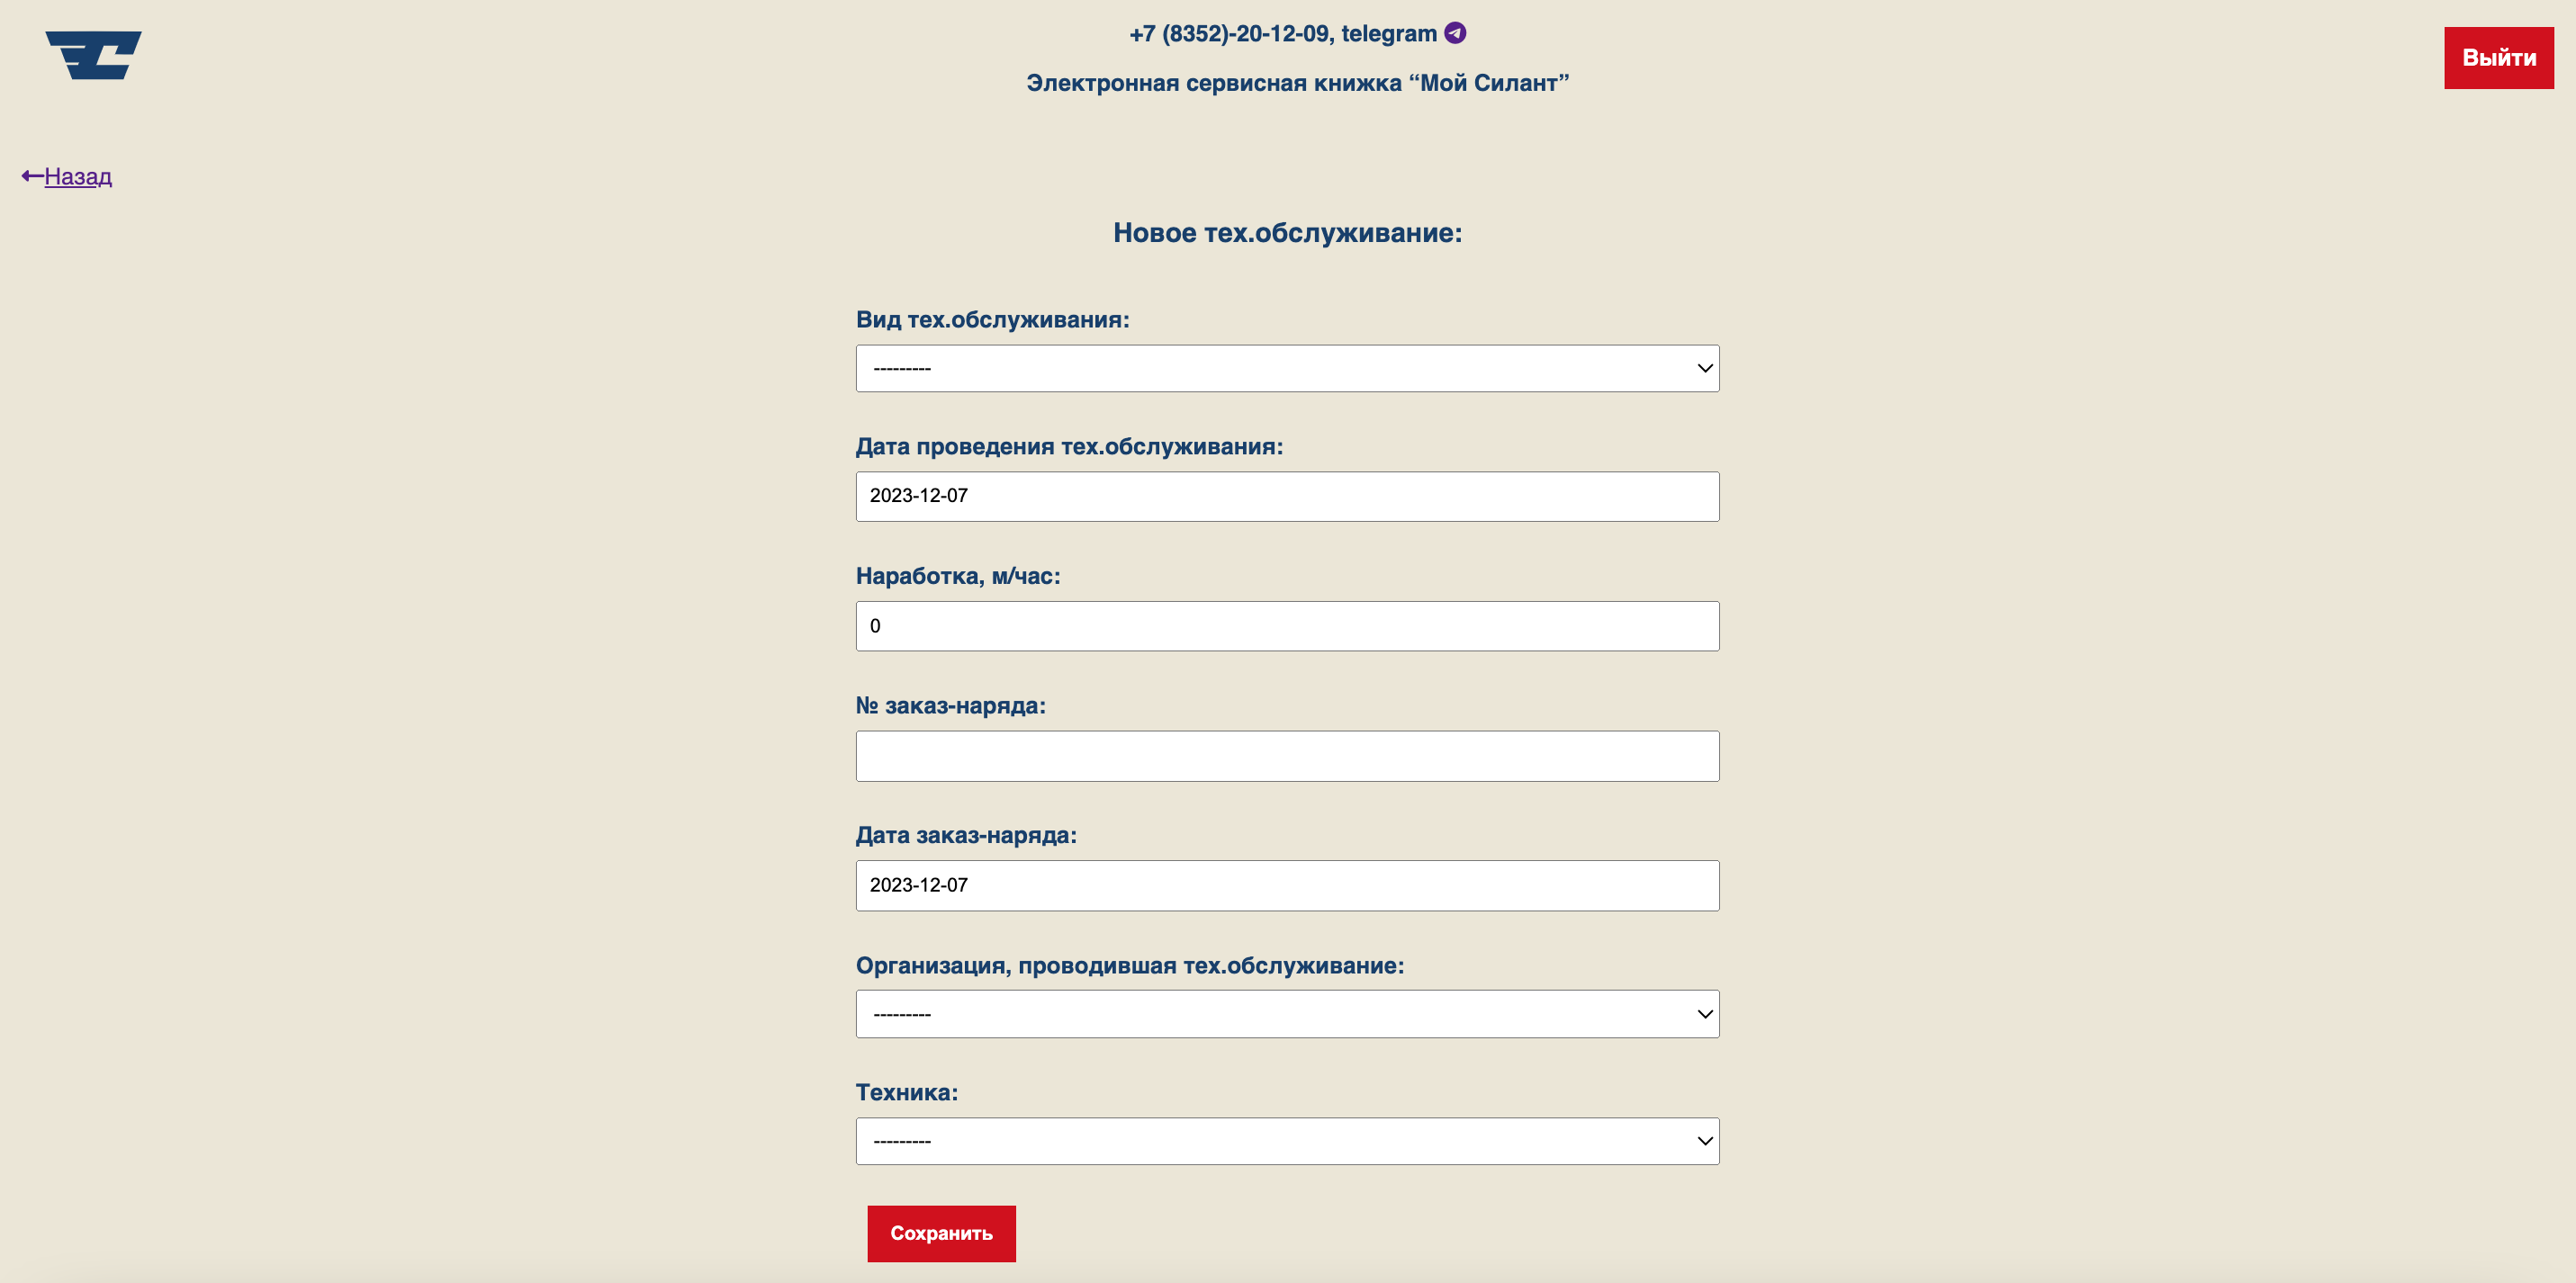 +7 (8352)-20-12-09, telegram
Электронная сервисная книжка “Мой Силант”
Выйти
Назад
Новое тех.обслуживание:
Вид тех.обслуживания:
---------
Дата проведения тех.обслуживания:
2023-12-07
Наработка, м/час:
0
№ заказ-наряда:
Дата заказ-наряда:
2023-12-07
Организация, проводившая тех.обслуживание:
---------
Техника:
---------
Сохранить